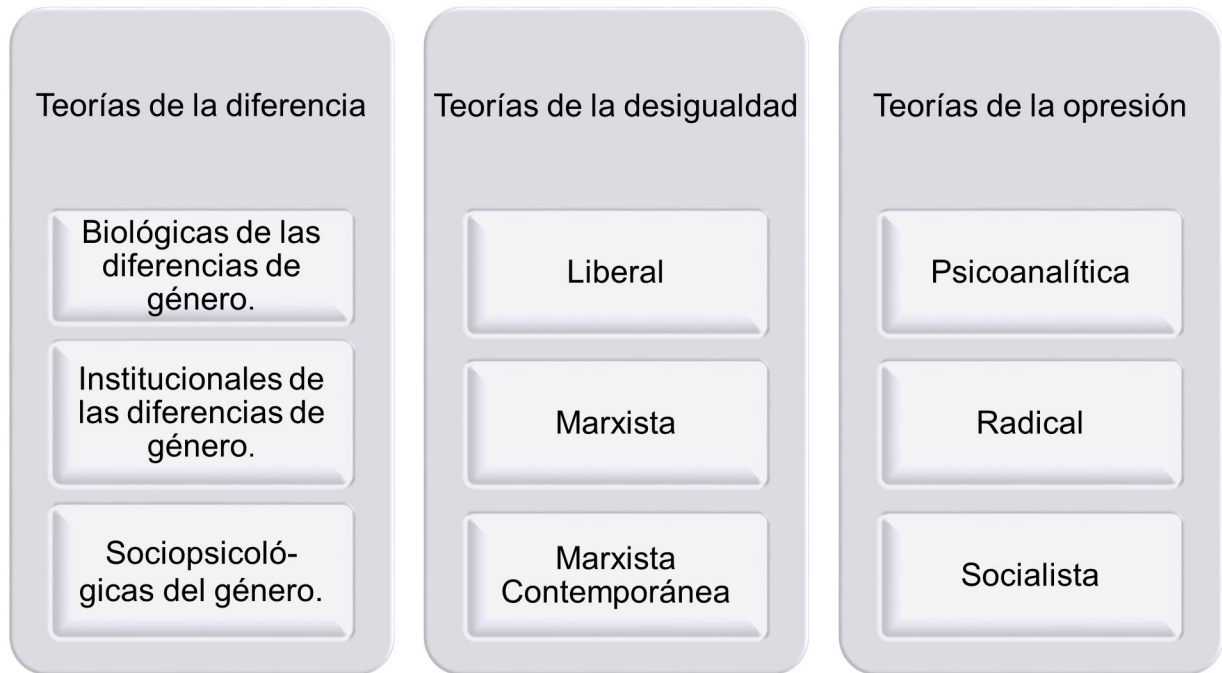 Teorías de la diferencia
Biológicas de las
diferencias de
género.
Institucionales de
las diferencias de
género.
Sociopsicoló-
gicas del género.
Teorías de la desigualdad
Liberal
Marxista
Marxista
Contemporánea
Teorías de la opresión
Psicoanalítica
Radical
Socialista